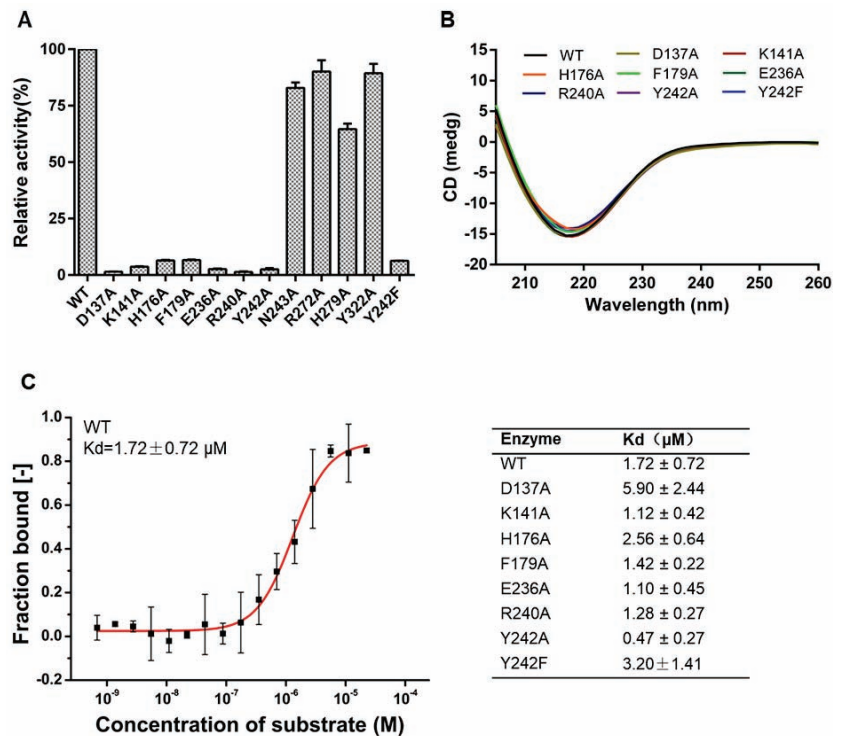 A
Relative activity(%)
100
75
50
25
0
WT
D137A
K141A
H176A
F179A
E236A
R240A
Y242A
N243A
R272A
H279A
Y322A
Y242F
B
CD (medg)
15
10
5
0
-5
-10
-15
-20
WT D137A K141A
H176A F179A E236A
R240A Y242A Y242F
210 220 230 240 250 260
Wavelength (nm)
C
WT
Kd=1.72±0.72 μM
Fraction bound [-]
1.0
0.8
0.6
0.4
0.2
0.0
-0.2
10⁻⁹ 10⁻⁸ 10⁻⁷ 10⁻⁶ 10⁻⁵ 10⁻⁴
Concentration of substrate (M)
Enzyme Kd（μM）
WT 1.72 ± 0.72
D137A 5.90 ± 2.44
K141A 1.12 ± 0.42
H176A 2.56 ± 0.64
F179A 1.42 ± 0.22
E236A 1.10 ± 0.45
R240A 1.28 ± 0.27
Y242A 0.47 ± 0.27
Y242F 3.20±1.41